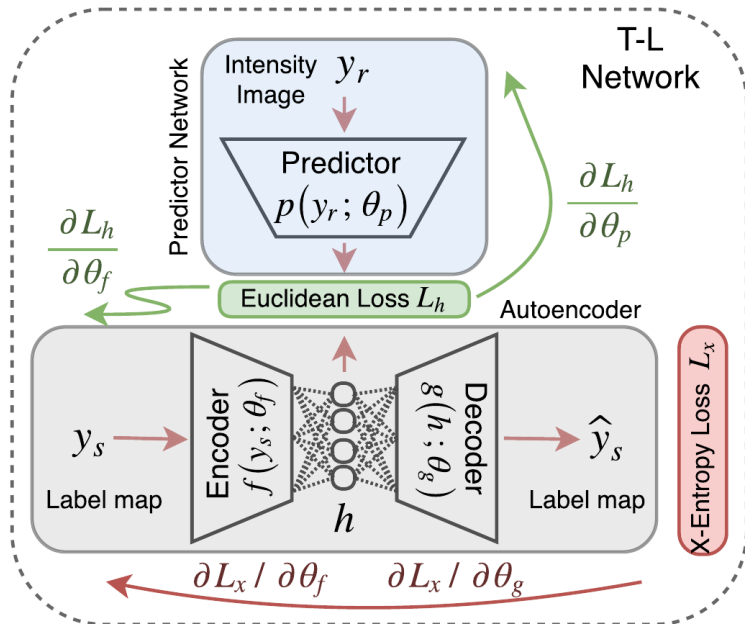 T-L
Network
Predictor Network
Intensity
Image
y_r
Predictor
p(y_r ; θ_p)
∂L_h
∂θ_f
∂L_h
∂θ_p
Euclidean Loss L_h
Autoencoder
y_s
Label map
Encoder
f(y_s ; θ_f)
h
Decoder
g(h ; θ_g)
ŷ_s
Label map
X-Entropy Loss L_x
∂L_x / ∂θ_f
∂L_x / ∂θ_g